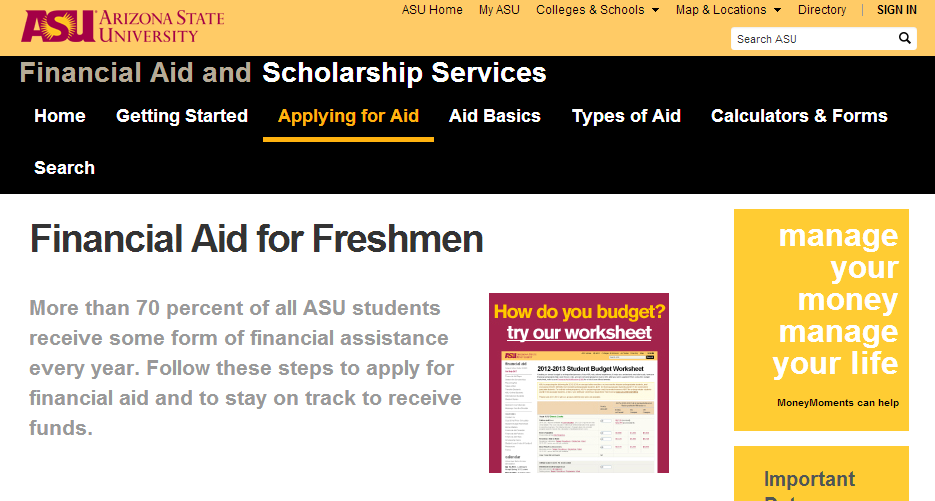 ASU ARIZONA STATE UNIVERSITY
ASU Home My ASU Colleges & Schools Map & Locations Directory SIGN IN
Search ASU
Financial Aid and Scholarship Services
Home Getting Started Applying for Aid Aid Basics Types of Aid Calculators & Forms
Search
Financial Aid for Freshmen
More than 70 percent of all ASU students
receive some form of financial assistance
every year. Follow these steps to apply for
financial aid and to stay on track to receive
funds.
How do you budget?
try our worksheet
2012-2013 Student Budget Worksheet
manage
your
money
manage
your life
MoneyMoments can help
Important